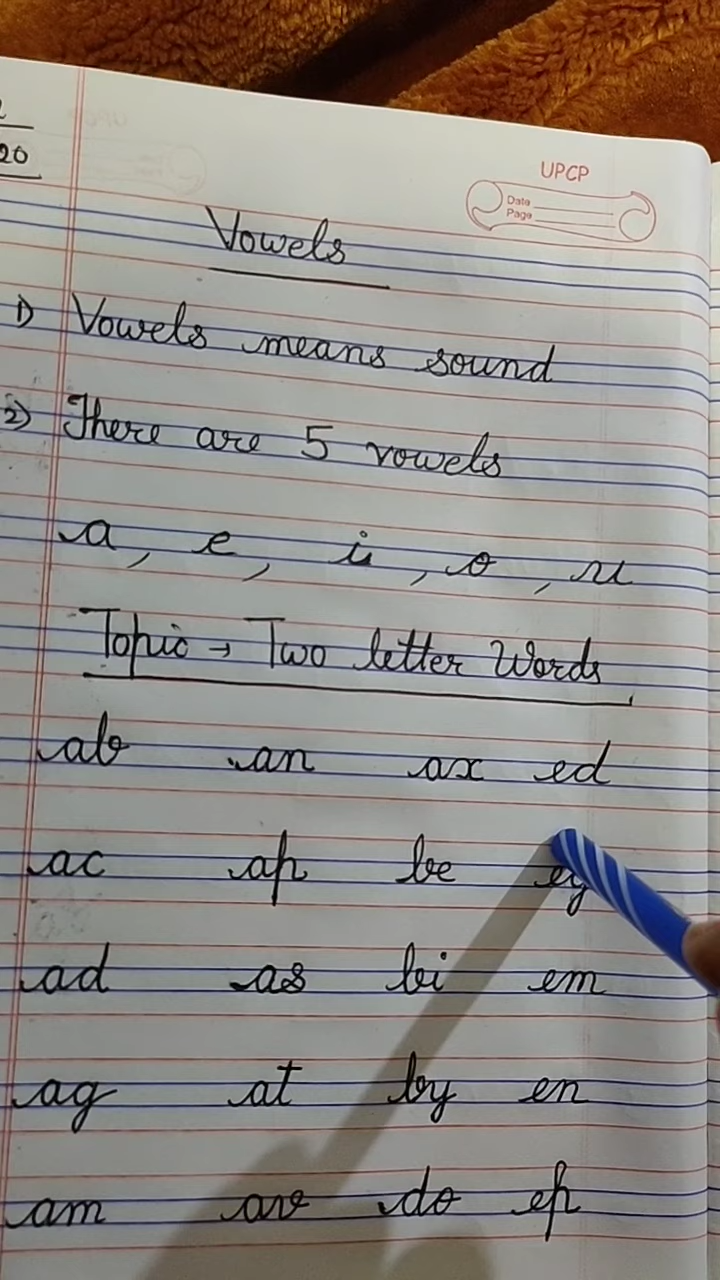 20
UPCP
Date
Page
Vowels
1) Vowels means sound
2) There are 5 vowels
a, e, i, o, u
Topic → Two letter Words
ab an ax ed
ac ap be
ad as bi em
ag at by en
am av do ep